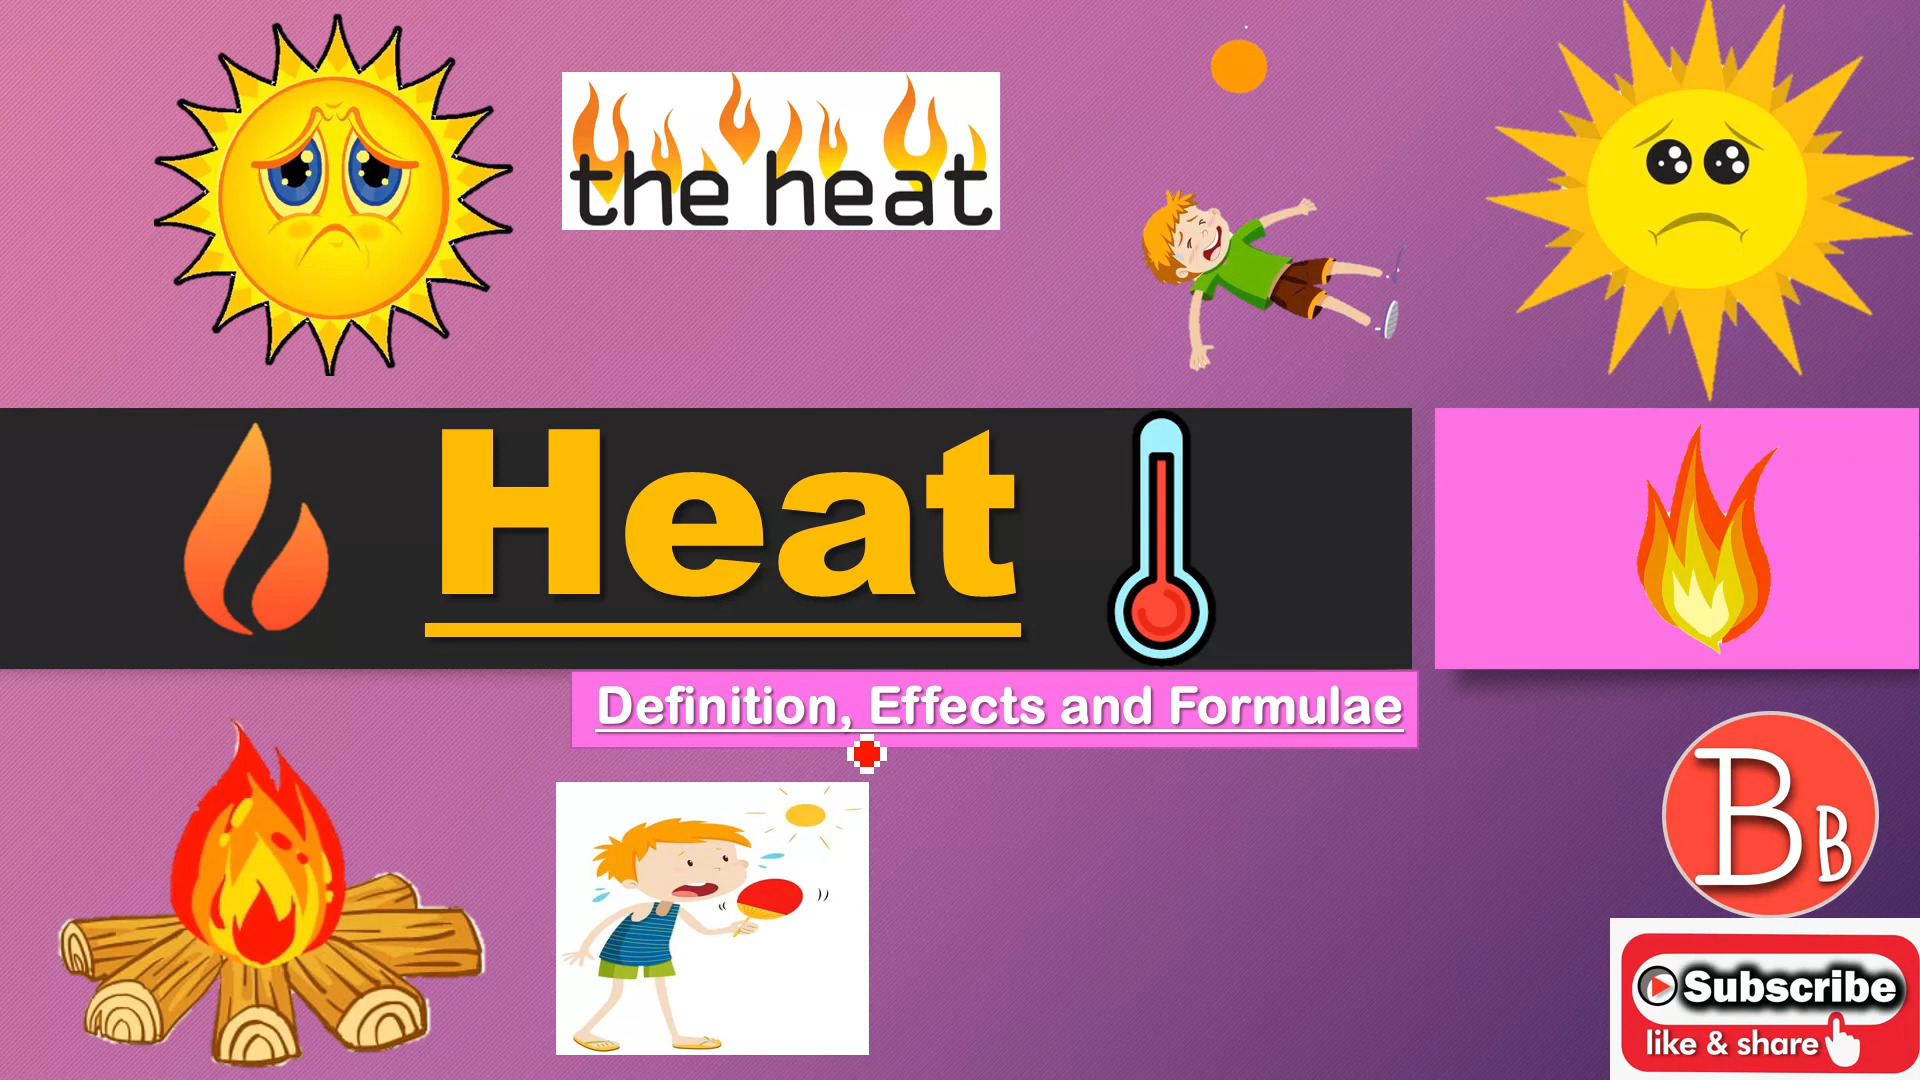 the heat
Heat
Definition, Effects and Formulae
BB
Subscribe
like & share